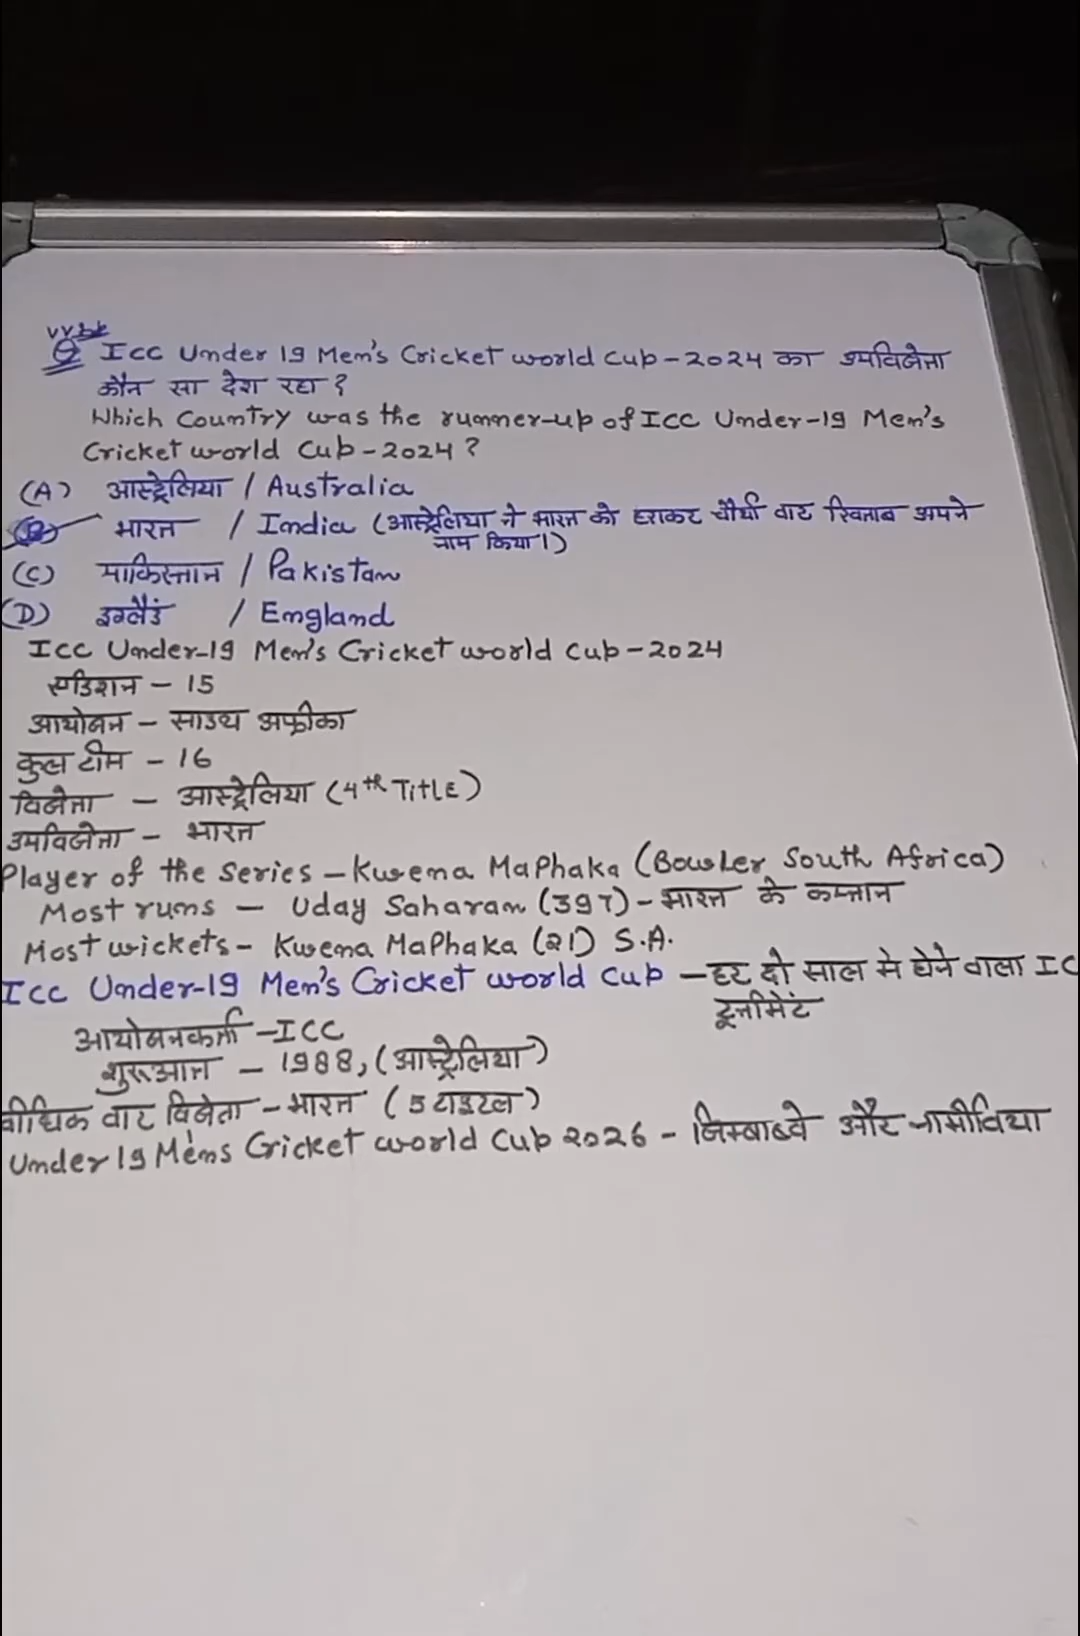 VVI
Q ICC Under 19 Men's Cricket world Cup-2024 का उपविजेता
कौन सा देश रहा?
Which Country was the runner-up of ICC Under-19 Men's
Cricket world Cup-2024?
(A) आस्ट्रेलिया / Australia
(B) भारत / India (आस्ट्रेलिया ने भारत को हराकर चौथी बार खिताब अपने
नाम किया।)
(C) पाकिस्तान / Pakistan
(D) इंग्लैंड / England
ICC Under-19 Men's Cricket world Cup-2024
एडिशन - 15
आयोजन - साउथ अफ्रीका
कुल टीम - 16
विजेता - आस्ट्रेलिया (4th Title)
उपविजेता - भारत
Player of the Series - Kwena Maphaka (Bowler South Africa)
Most runs - Uday Saharan (397) - भारत के कप्तान
Most wickets - Kwena Maphaka (21) S.A.
ICC Under-19 Men's Cricket world Cup - हर दो साल में होने वाला IC
टूर्नामेंट
आयोजनकर्ता - ICC
शुरूआत - 1988, (आस्ट्रेलिया)
बार विजेता - भारत (5 टाइटल)
Under 19 Men's Cricket world Cup 2026 - जिम्बाब्वे और नामीबिया